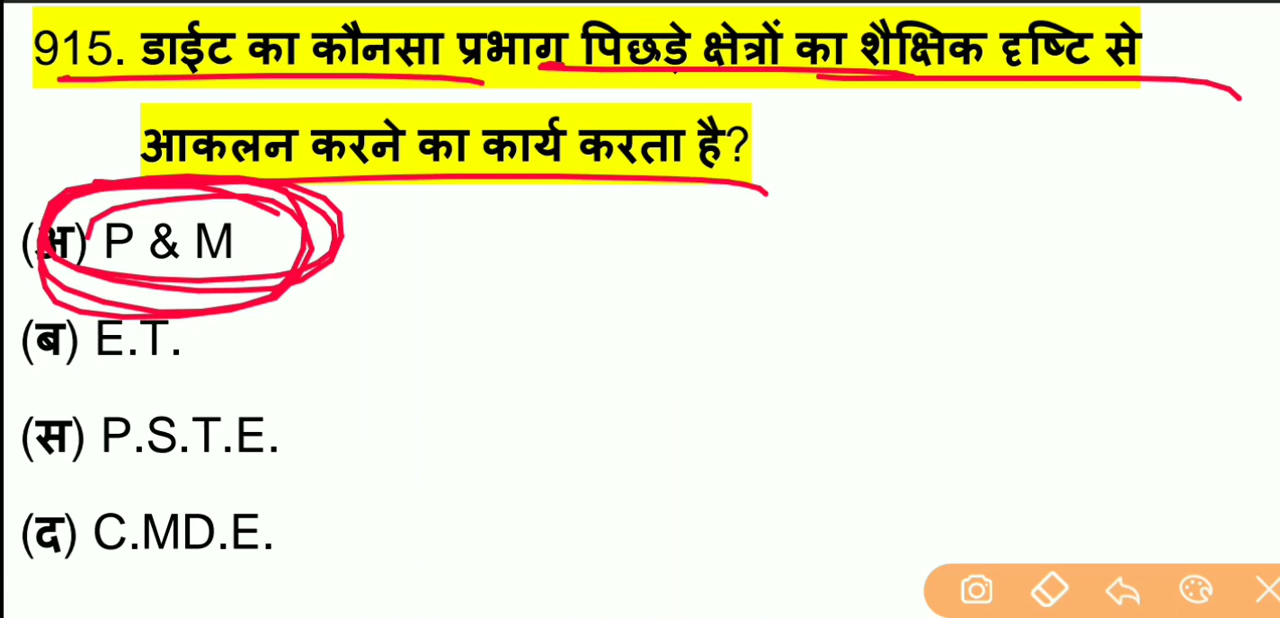 915. डाईट का कौनसा प्रभाग पिछडे क्षेत्रों का शैक्षिक दृष्टि से
आकलन करने का कार्य करता है?
(अ) P & M
(ब) E.T.
(स) P.S.T.E.
(द) C.MD.E.